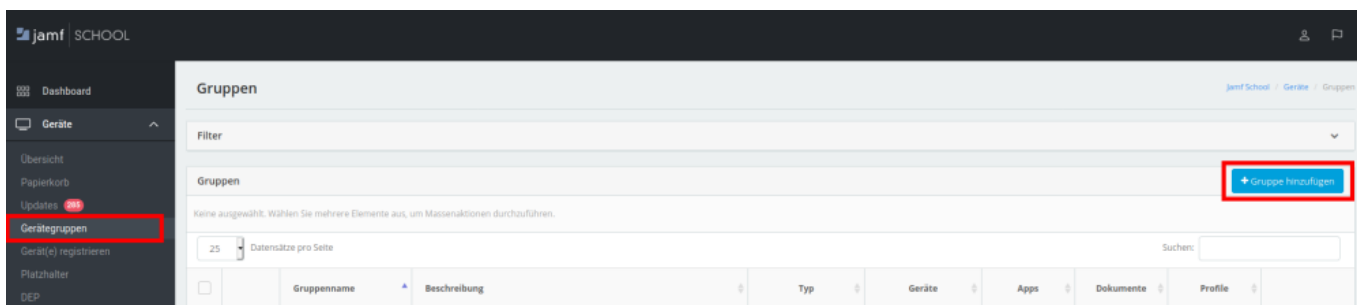 jamf SCHOOL
Dashboard
Geräte
Übersicht
Papierkorb
Updates 285
Gerätegruppen
Gerät(e) registrieren
Platzhalter
DEP
Gruppen
Jamf School / Geräte / Gruppen
Filter
Gruppen
+ Gruppe hinzufügen
Keine ausgewählt. Wählen Sie mehrere Elemente aus, um Massenaktionen durchzuführen.
25 Datensätze pro Seite
Suchen:
Gruppenname Beschreibung Typ Geräte Apps Dokumente Profile